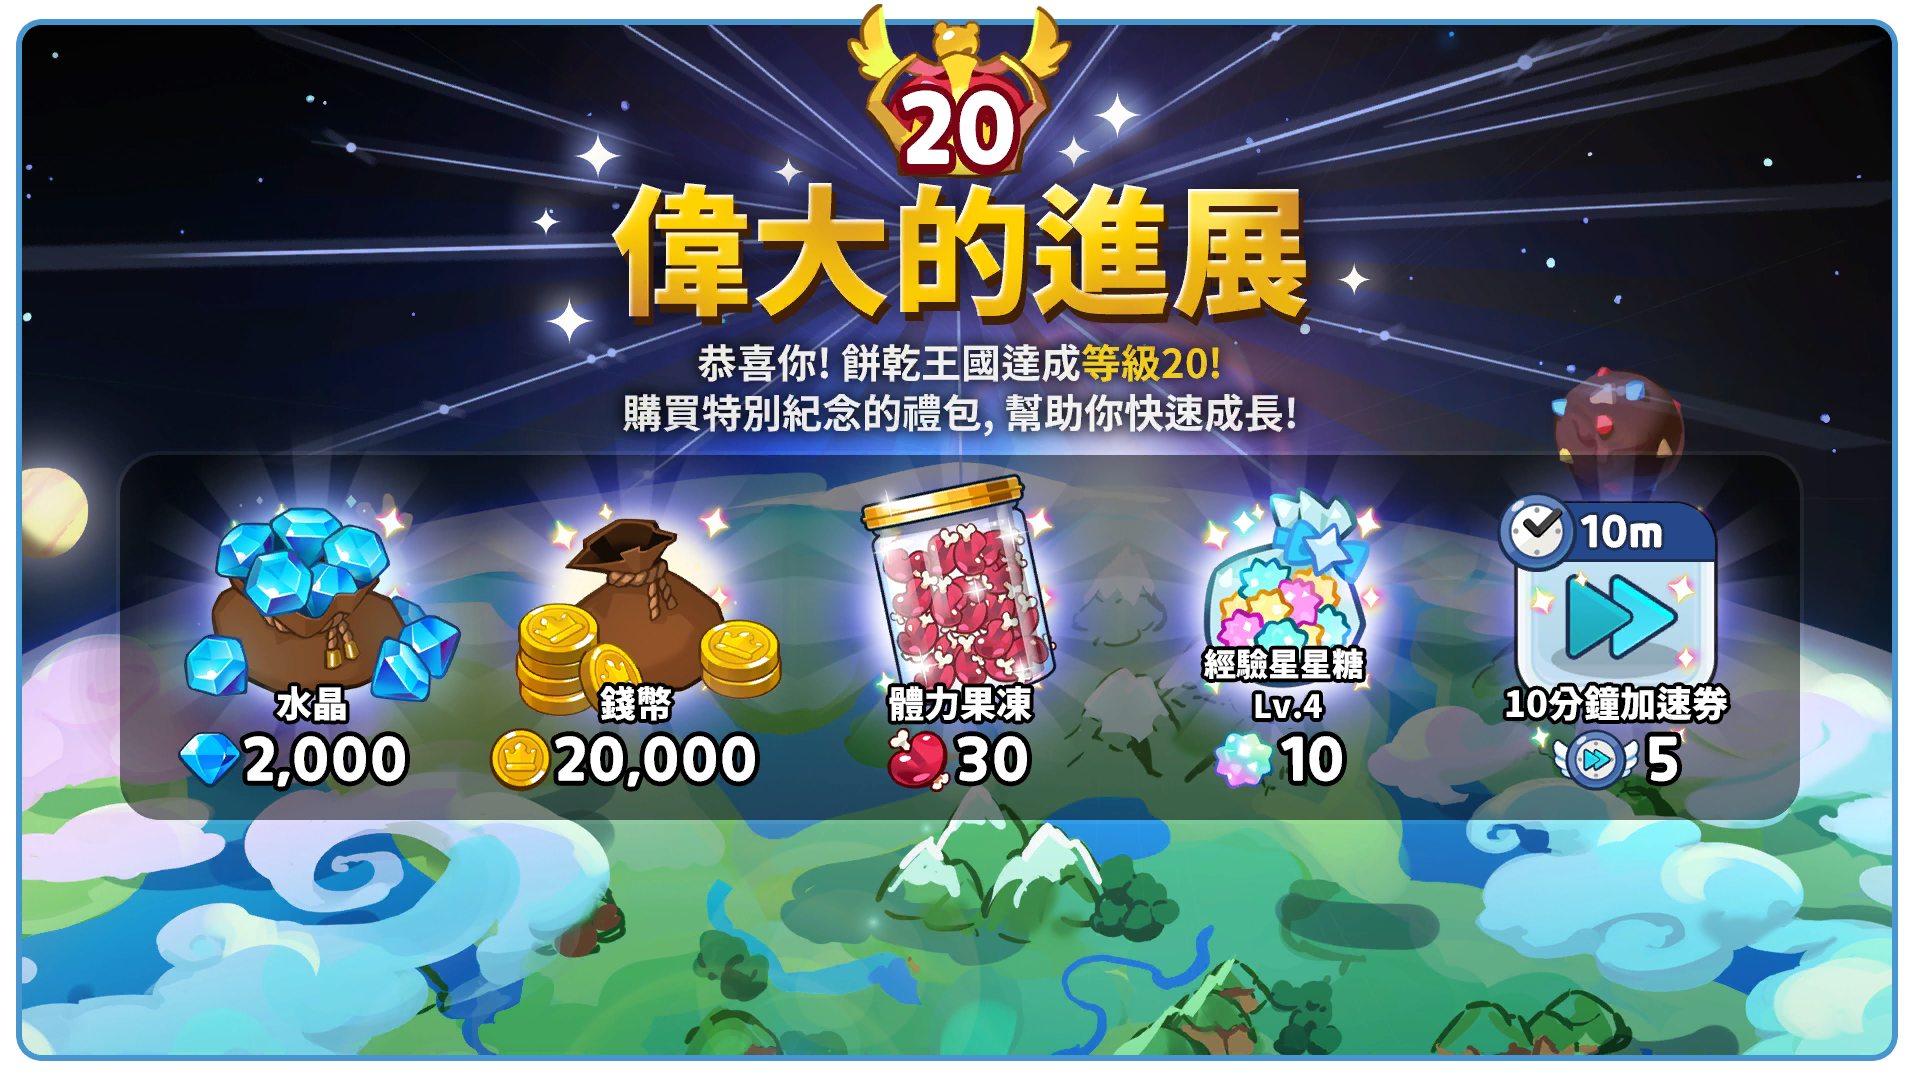 20
偉大的進展
恭喜你! 餅乾王國達成等級20!
購買特別紀念的禮包, 幫助你快速成長!
10m
水晶
2,000
錢幣
20,000
體力果凍
30
經驗星星糖
Lv.4
10
10分鐘加速券
5